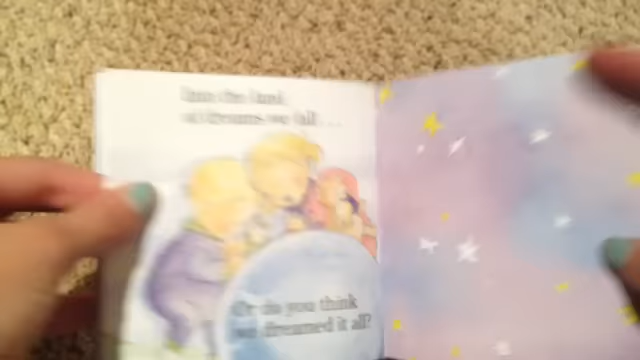 Into the land
of dreams we fall . . .
Or do you think
we dreamed it all?